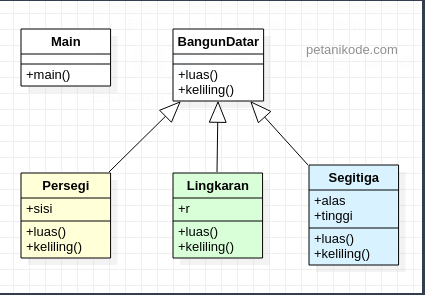 Main
+main()
BangunDatar
+luas()
+keliling()
petanikode.com
Persegi
+sisi
+luas()
+keliling()
Lingkaran
+r
+luas()
+keliling()
Segitiga
+alas
+tinggi
+luas()
+keliling()